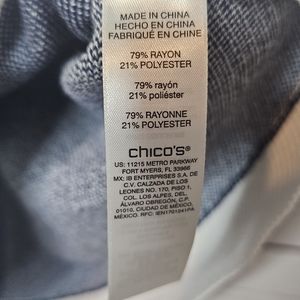 MADE IN CHINA
HECHO EN CHINA
FABRIQUÉ EN CHINE
79% RAYON
21% POLYESTER
79% rayón
21% poliéster
79% RAYONNE
21% POLYESTER
chico's®
US: 11215 METRO PARKWAY
FORT MYERS, FL 33966
MX: IB ENTERPRISES S.A. DE
C.V. CALZADA DE LOS
LEONES NO. 170, PISO 1,
COL. LOS ALPES, DEL.
ÁLVARO OBREGÓN, C.P.
01010, CIUDAD DE MÉXICO,
MÉXICO. RFC: